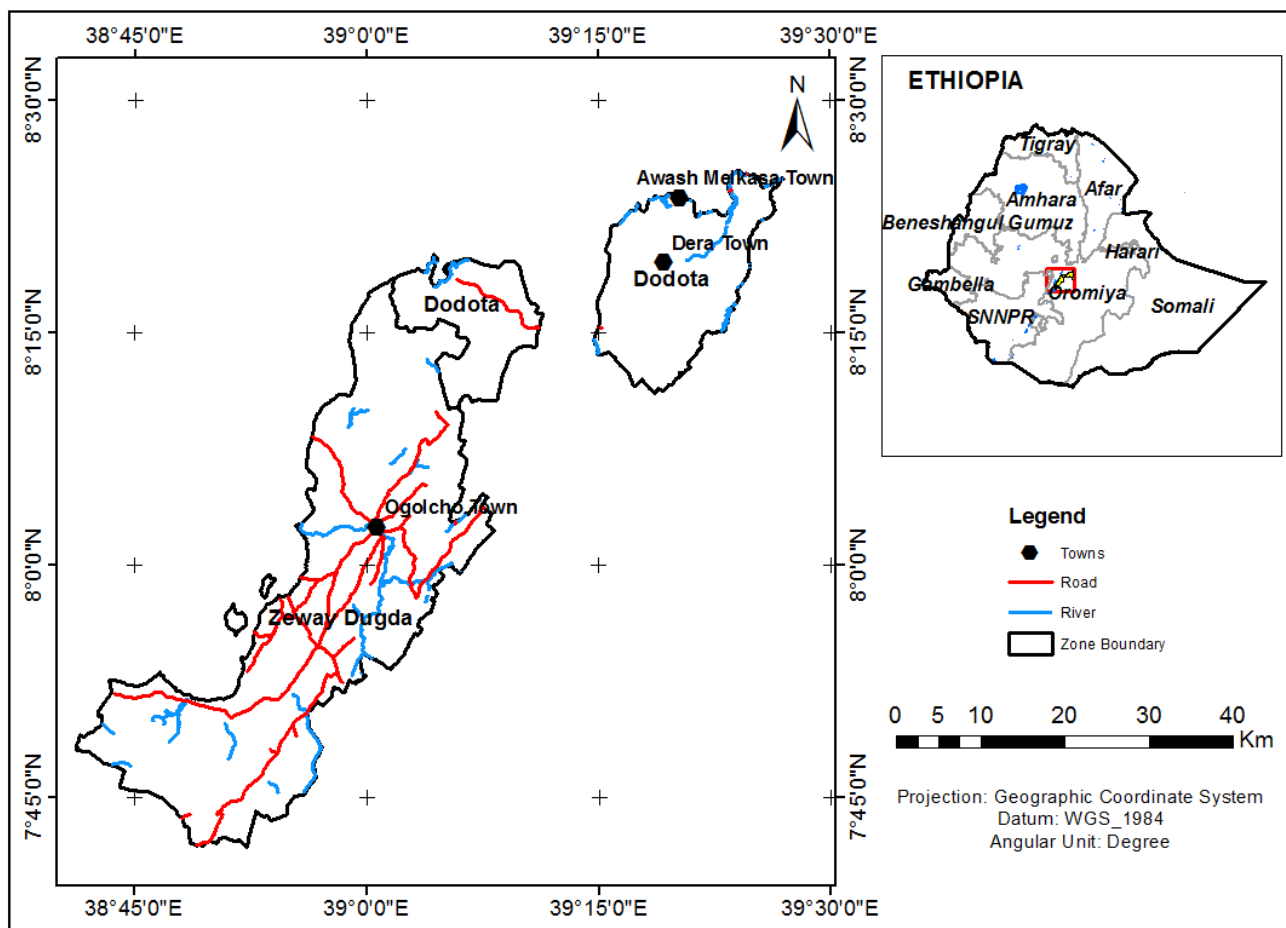 38°45'0"E 39°0'0"E 39°15'0"E 39°30'0"E
8°30'0"N
8°15'0"N
8°0'0"N
7°45'0"N
N
Awash Melkasa Town
Dera Town
Dodota
Dodota
Ogolcho Town
Zeway Dugda
8°30'0"N
8°15'0"N
8°0'0"N
7°45'0"N
38°45'0"E 39°0'0"E 39°15'0"E 39°30'0"E
ETHIOPIA
Tigray
Afar
Amhara
Beneshangul Gumuz
Harari
Gambella
Oromiya
Somali
SNNPR
Legend
Towns
Road
River
Zone Boundary
0 5 10 20 30 40
Km
Projection: Geographic Coordinate System
Datum: WGS_1984
Angular Unit: Degree